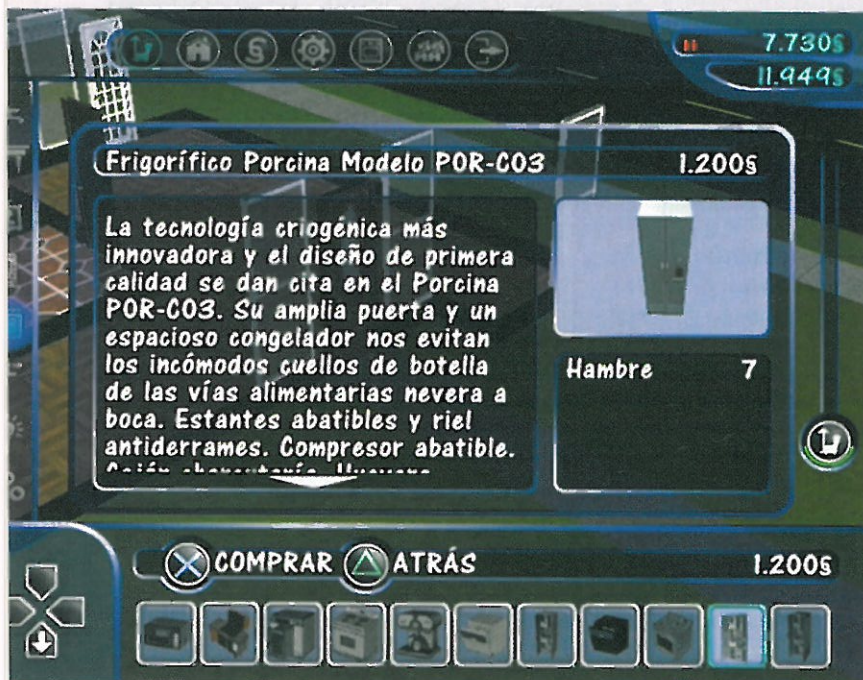 7.730§
11.949§
Frigorífico Porcina Modelo POR-C03 1.200§
La tecnología criogénica más
innovadora y el diseño de primera
calidad se dan cita en el Porcina
POR-C03. Su amplia puerta y un
espacioso congelador nos evitan
los incómodos cuellos de botella
de las vías alimentarias nevera a
boca. Estantes abatibles y riel
antiderrames. Compresor abatible.
Hambre 7
COMPRAR ATRÁS 1.200§